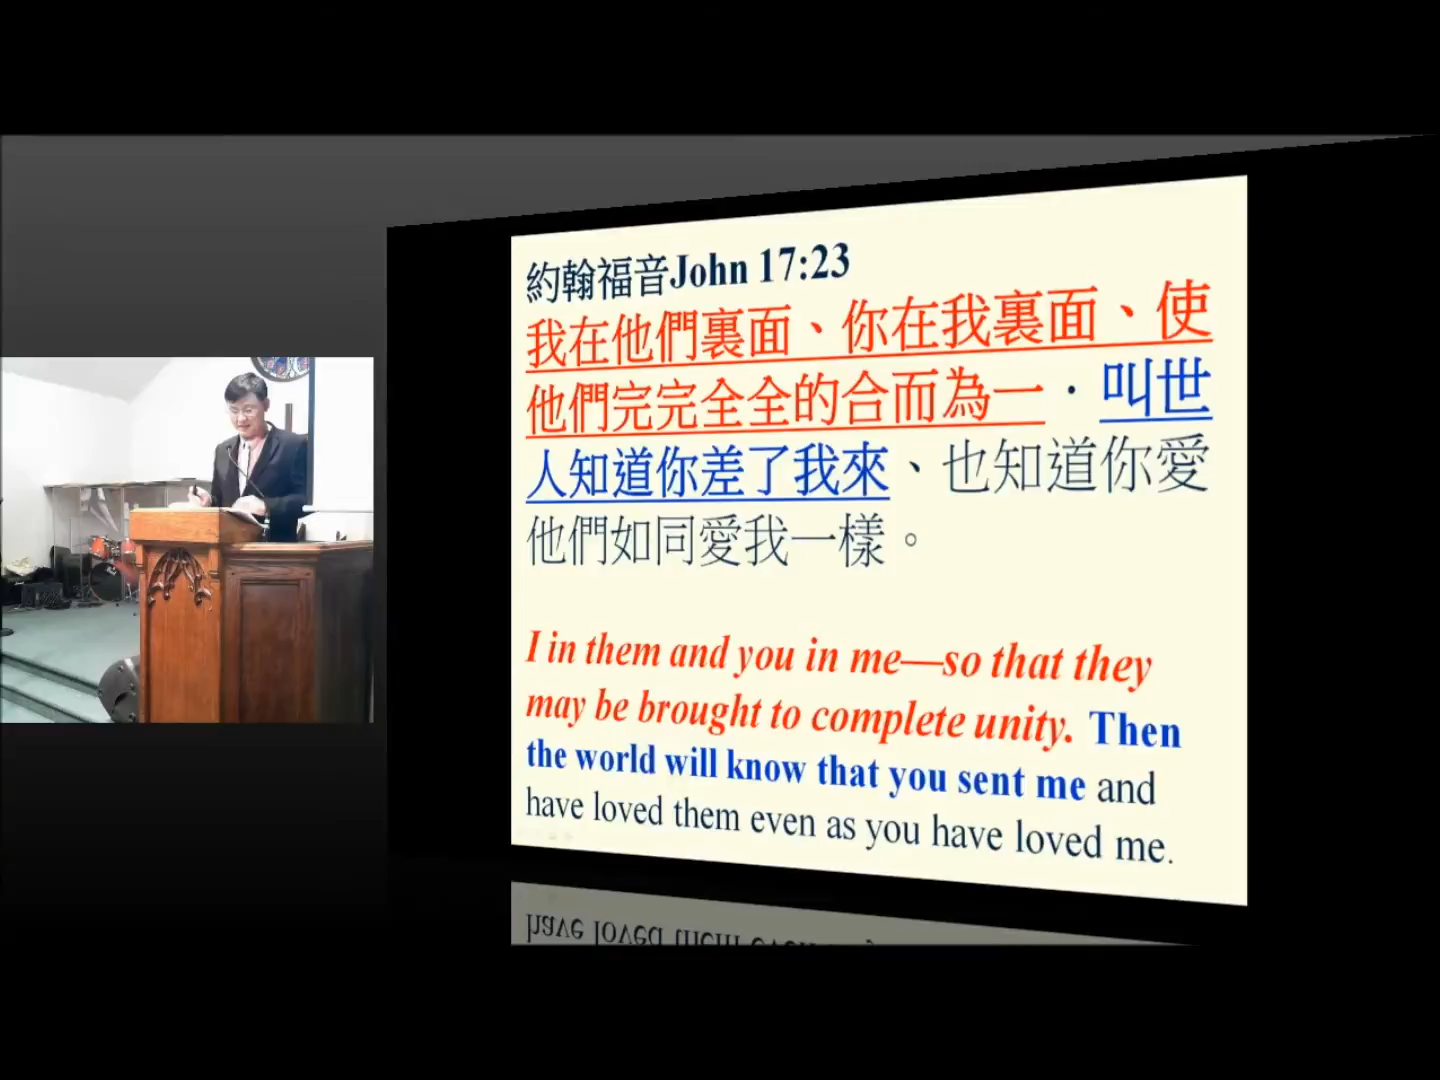 約翰福音John 17:23
我在他們裏面、你在我裏面、使
他們完完全全的合而為一．叫世
人知道你差了我來、也知道你愛
他們如同愛我一樣。
I in them and you in me—so that they
may be brought to complete unity. Then
the world will know that you sent me and
have loved them even as you have loved me.